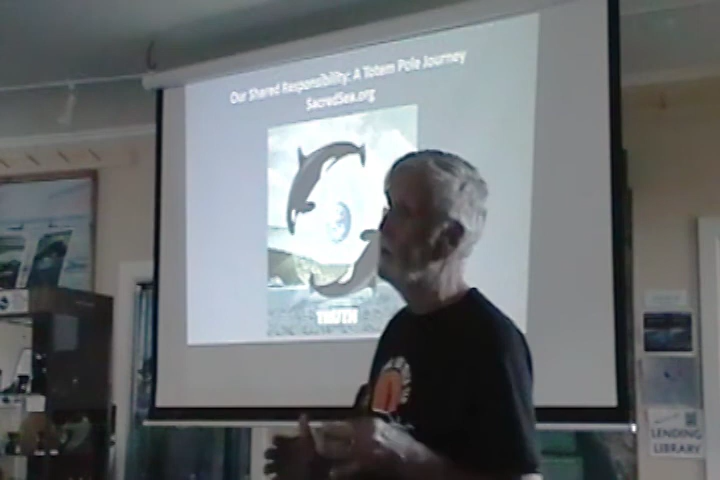 Our Shared Responsibility: A Totem Pole Journey
SacredSea.org
TRUTH
LENDING
LIBRARY